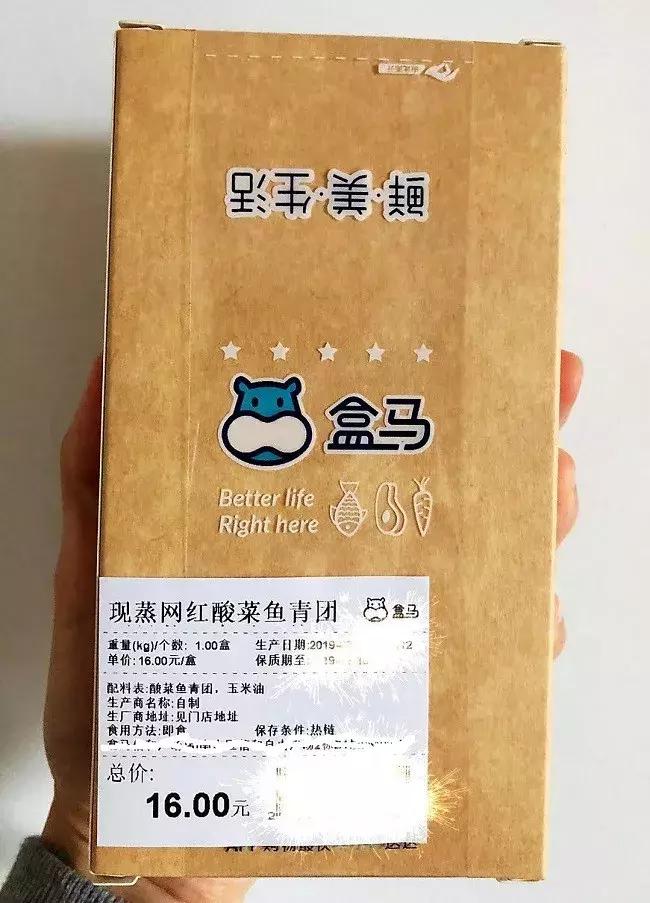 鲜·美·生活
盒马
Better life
Right here
现蒸网红酸菜鱼青团 盒马
重量(kg)/个数: 1.00盒 生产日期:2019-
单价: 16.00元/盒 保质期至:
配料表:酸菜鱼青团，玉米油
生产商名称:自制
生厂商地址:见门店地址
食用方法:即食 保存条件:热链
总价:
16.00元